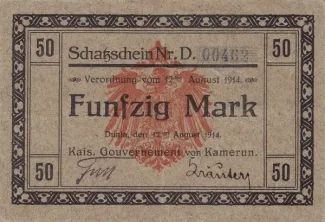 50 Schatzschein Nr. D. 00462 50
Verordnung vom 12. August 1914.
Funfzig Mark
Duala, den 12. August 1914.
Kais. Gouvernement von Kamerun.
50 50